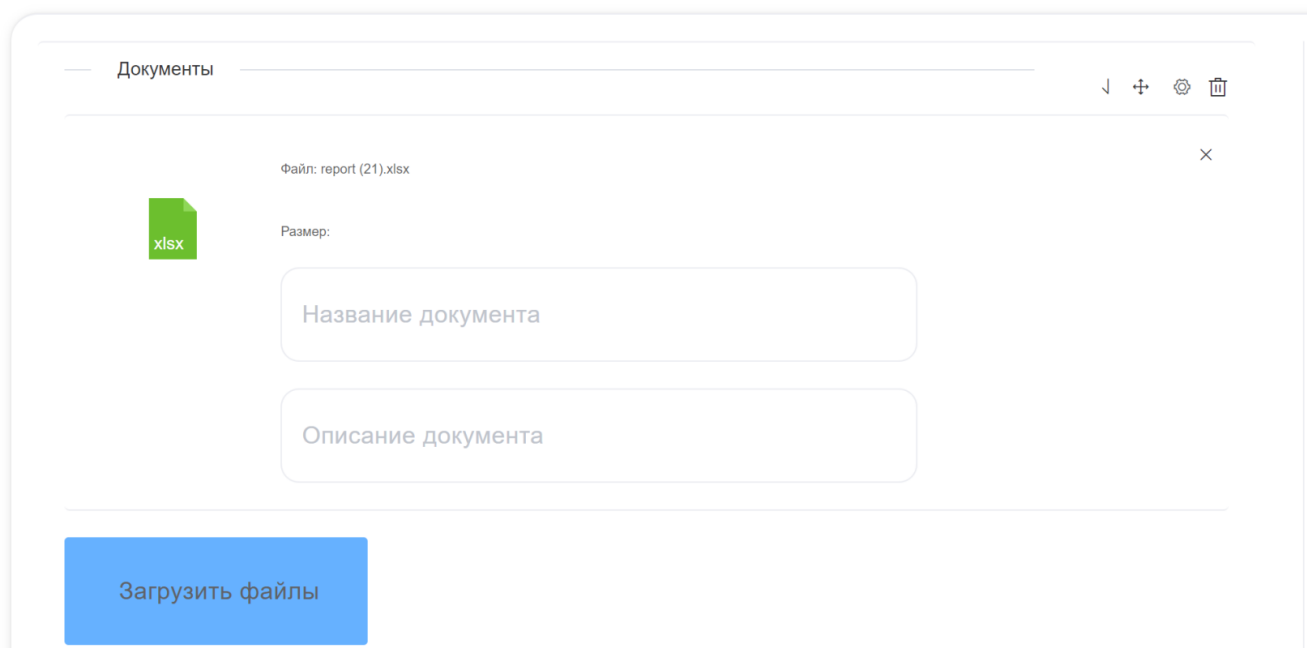 Документы
Файл: report (21).xlsx
xlsx
Размер:
Название документа
Описание документа
Загрузить файлы